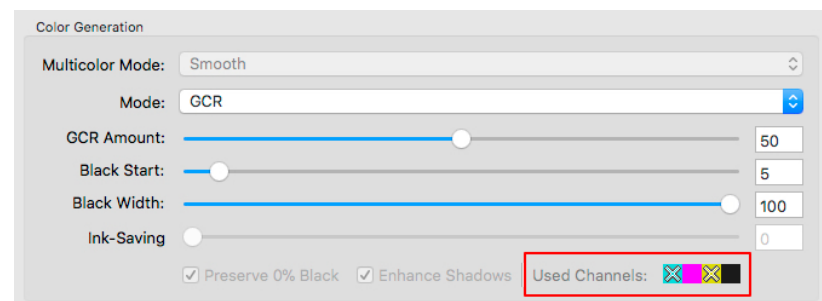 Color Generation
Multicolor Mode: Smooth
Mode: GCR
GCR Amount: 50
Black Start: 5
Black Width: 100
Ink-Saving 0
Preserve 0% Black Enhance Shadows Used Channels: